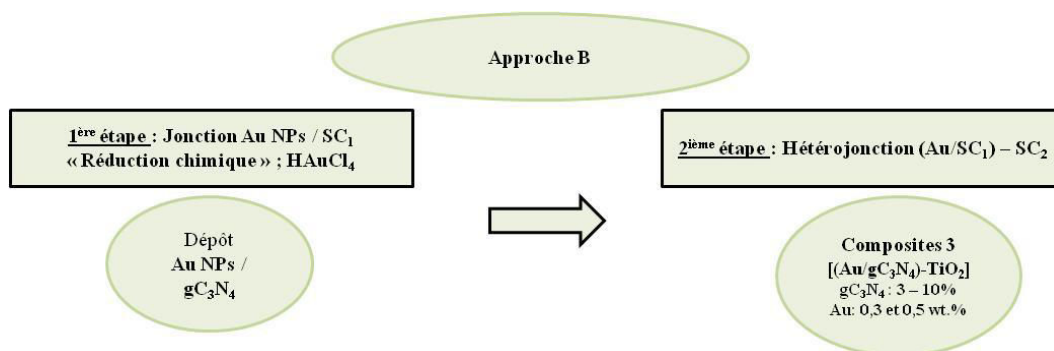 Approche B
1ère étape : Jonction Au NPs / SC1
« Réduction chimique » ; HAuCl4
2ième étape : Hétérojonction (Au/SC1) – SC2
Dépôt
Au NPs /
gC3N4
Composites 3
[(Au/gC3N4)-TiO2]
gC3N4 : 3 – 10%
Au: 0,3 et 0,5 wt.%